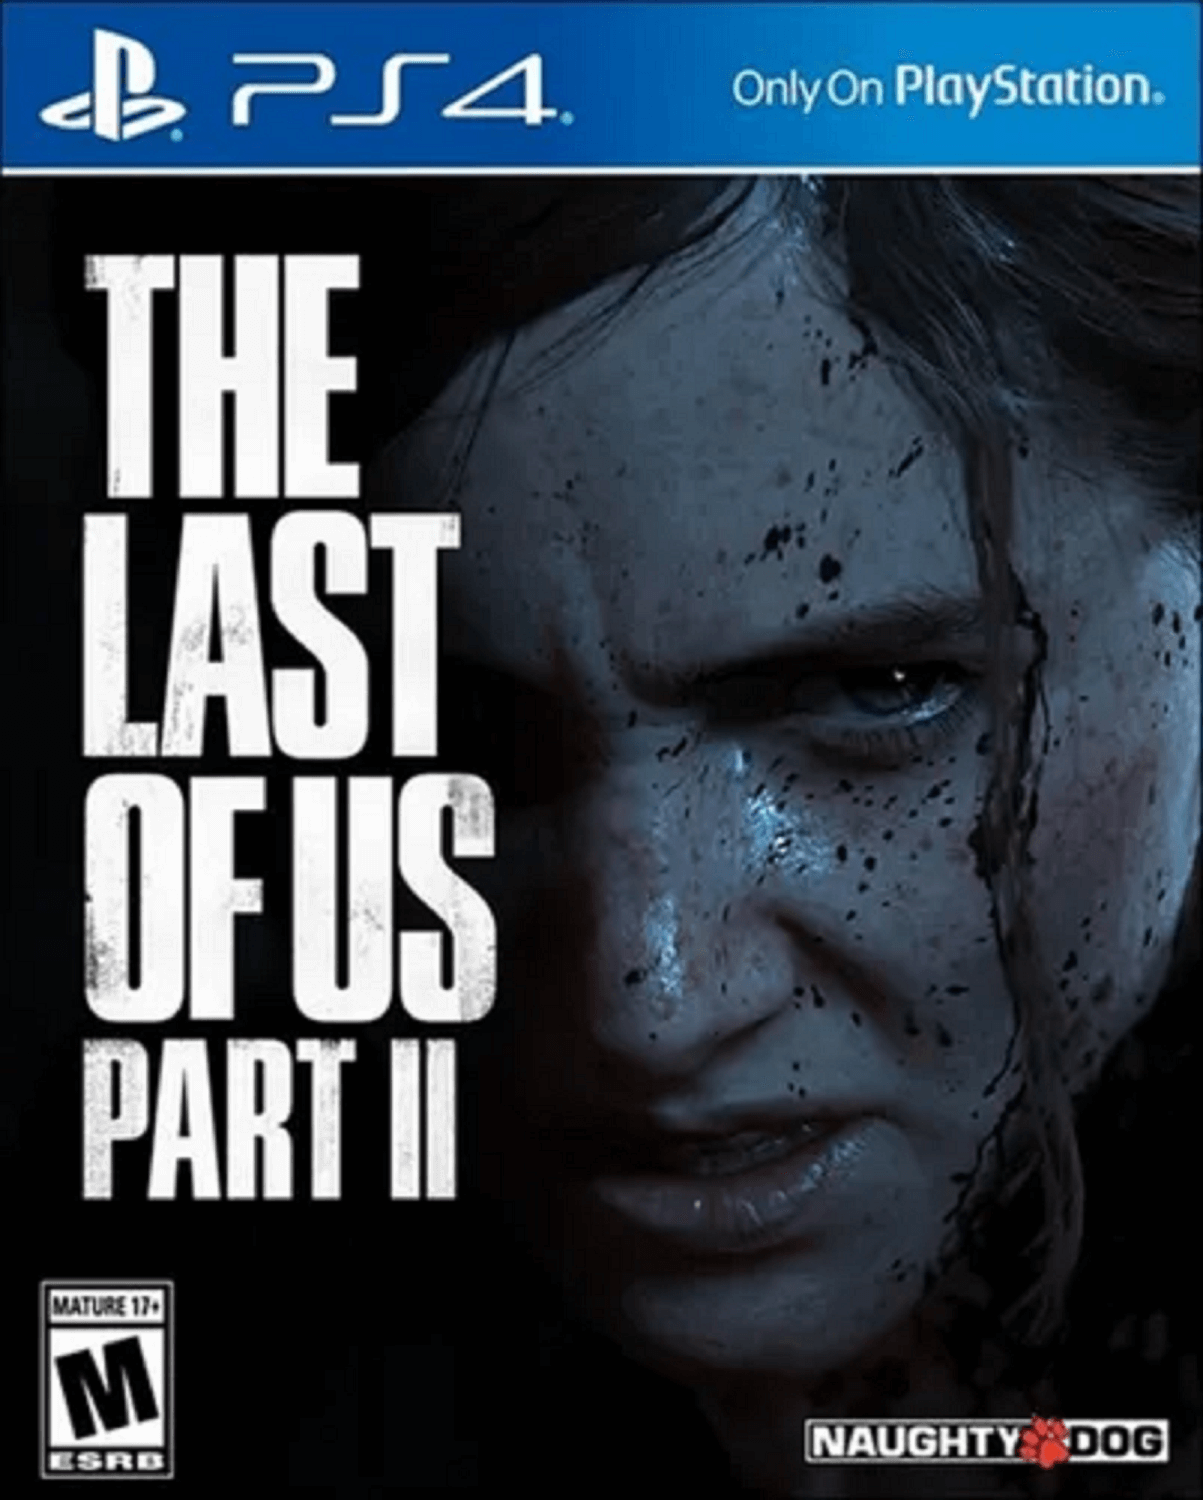 PS4
Only On PlayStation
THE
LAST
OF US
PART II
MATURE 17+
M
ESRB
NAUGHTY DOG